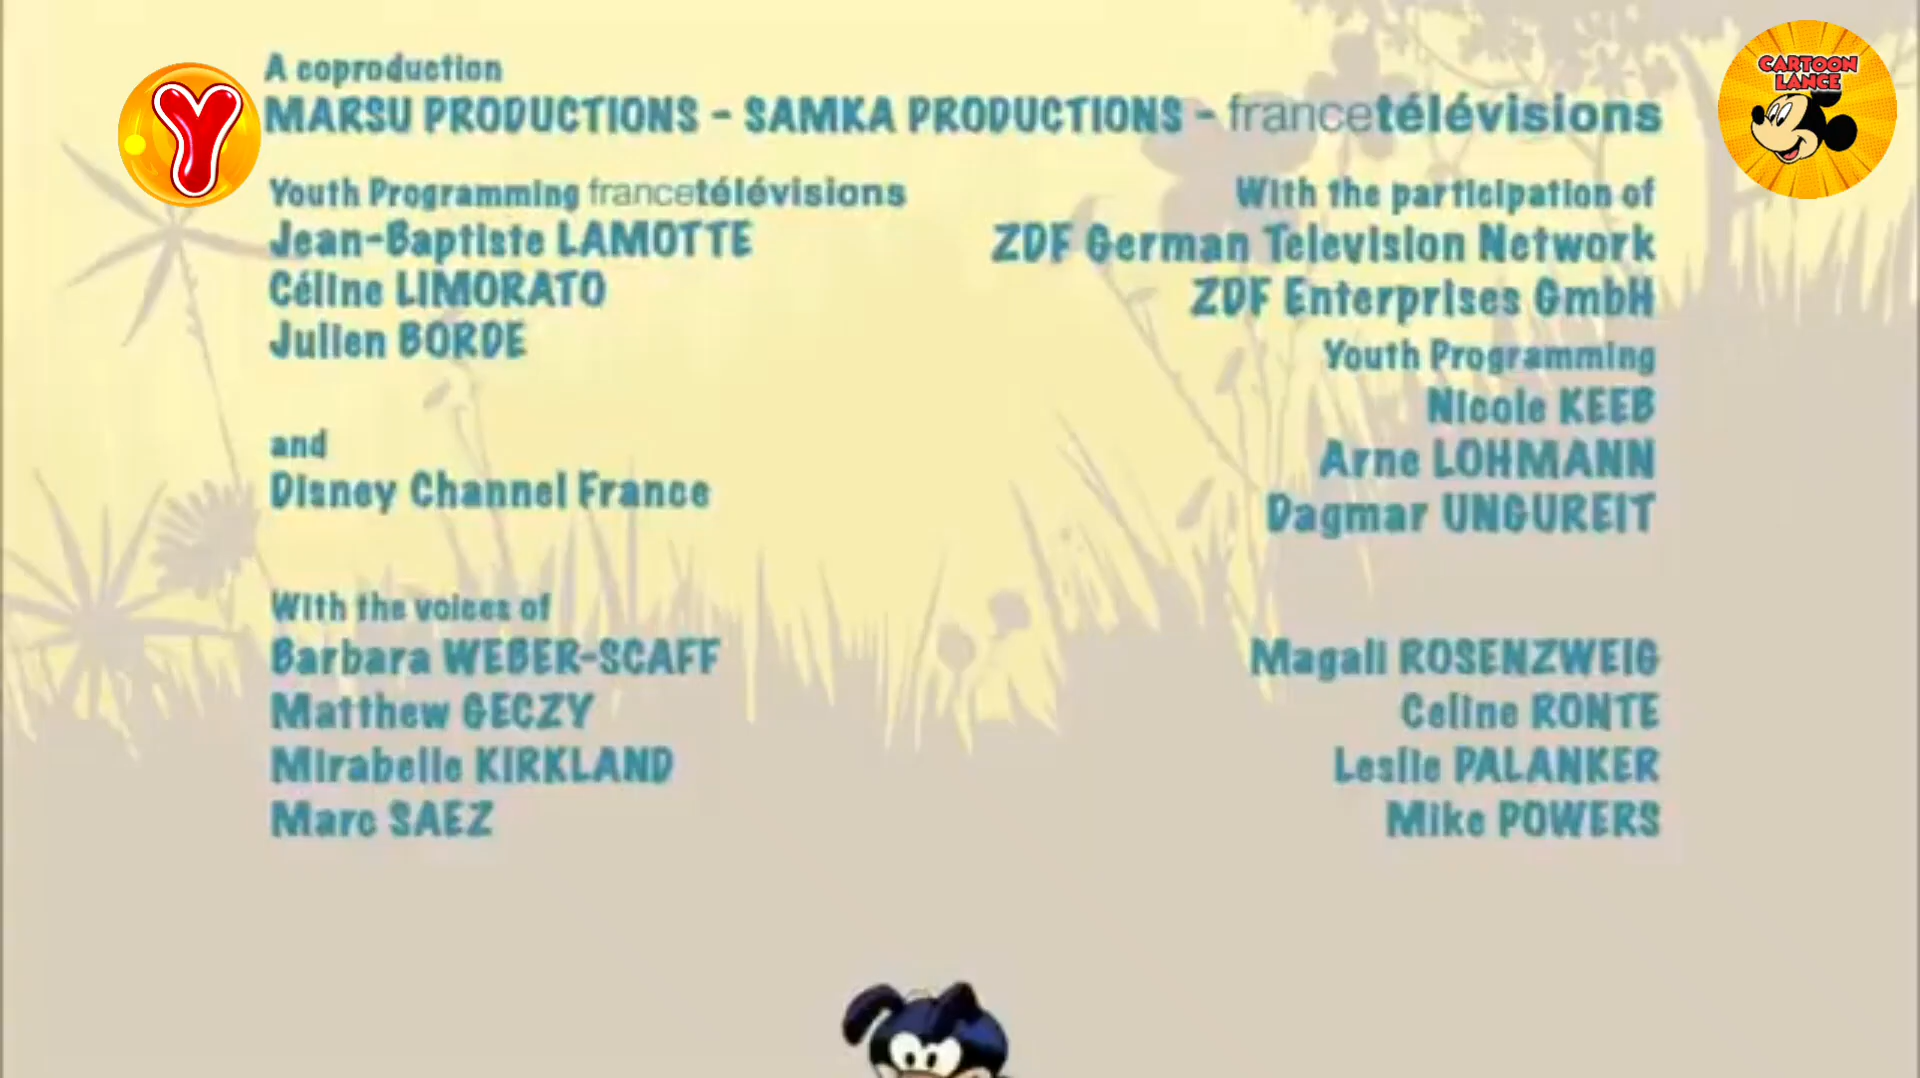 A coproduction
MARSU PRODUCTIONS - SAMKA PRODUCTIONS - francetélévisions
Youth Programming francetélévisions
Jean-Baptiste LAMOTTE
Céline LIMORATO
Julien BORDE
and
Disney Channel France
With the participation of
ZDF German Television Network
ZDF Enterprises GmbH
Youth Programming
Nicole KEEB
Arne LOHMANN
Dagmar UNGUREIT
With the voices of
Barbara WEBER-SCAFF
Matthew GECZY
Mirabelle KIRKLAND
Marc SAEZ
Magali ROSENZWEIG
Celine RONTE
Leslie PALANKER
Mike POWERS
Y
CARTOON
LANCE